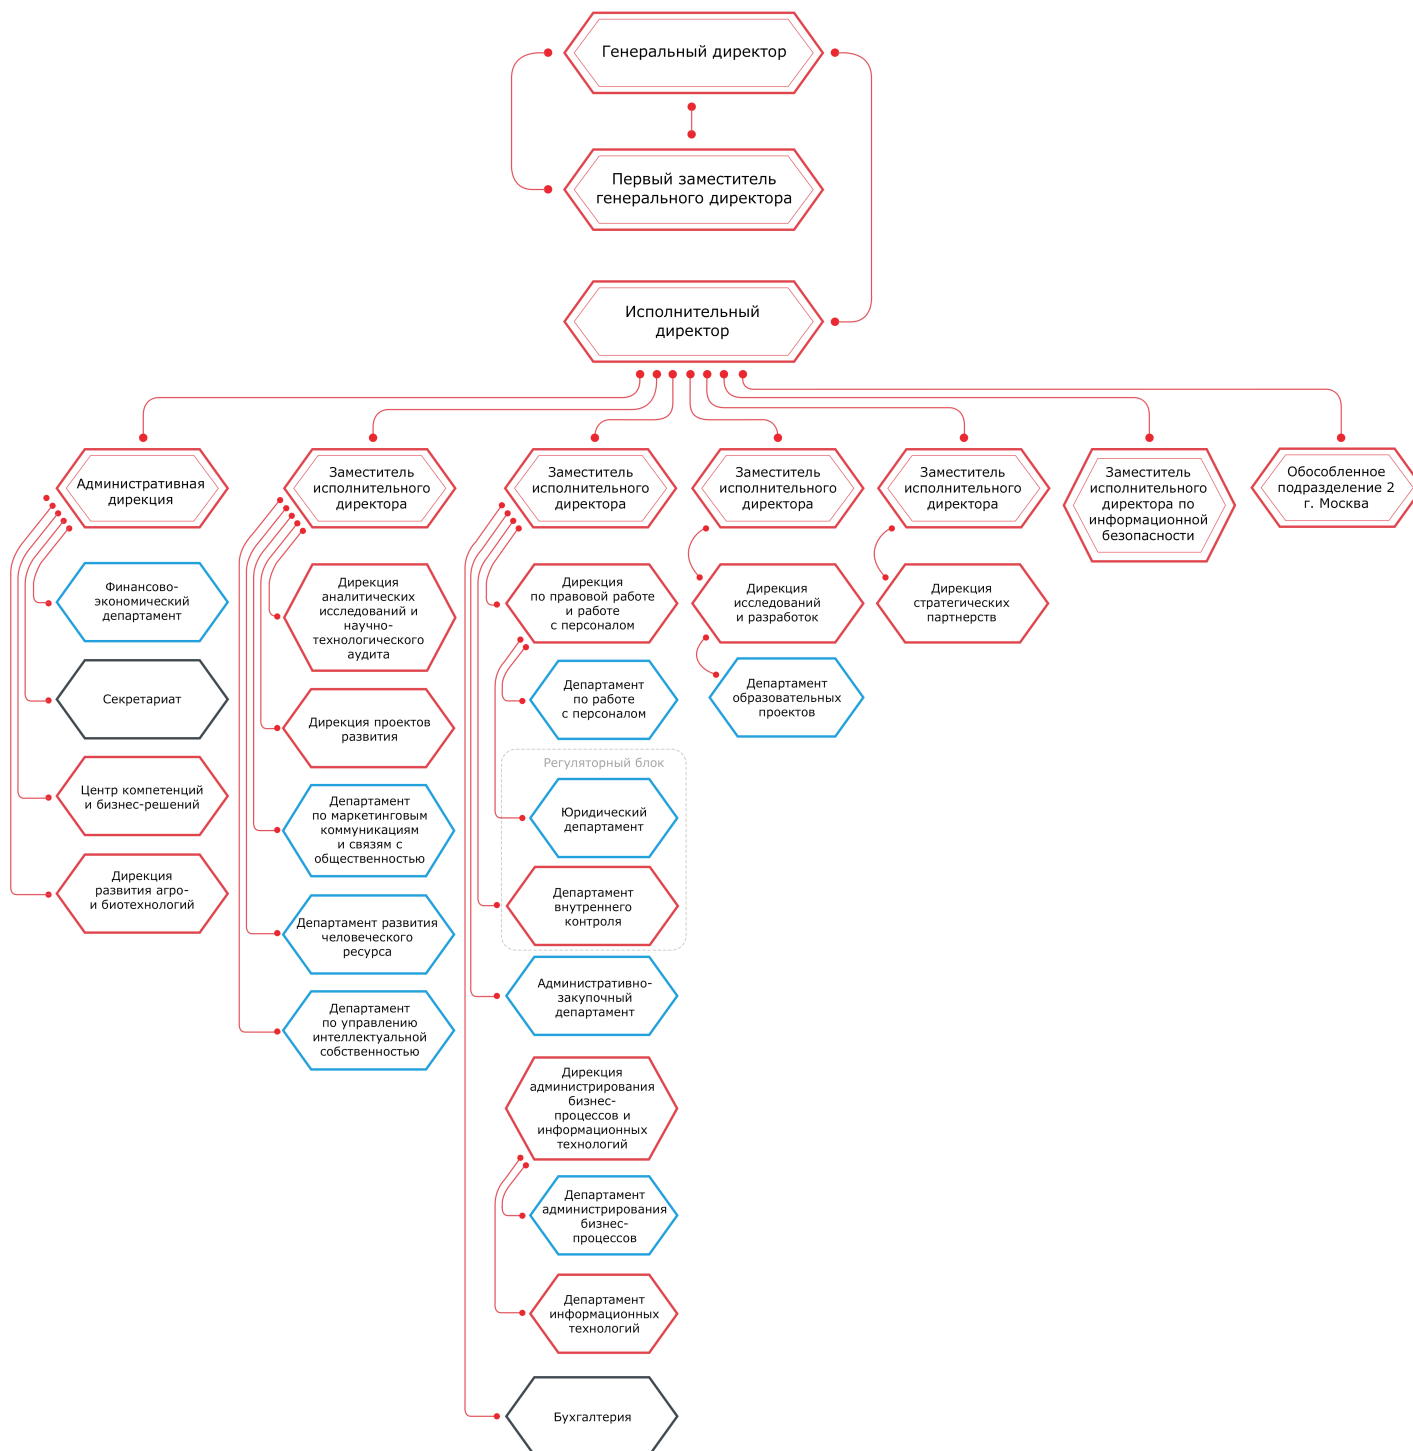 Генеральный директор
Первый заместитель
генерального директора
Исполнительный
директор
Административная
дирекция
Финансово-
экономический
департамент
Секретариат
Центр компетенций
и бизнес-решений
Дирекция
развития агро-
и биотехнологий
Заместитель
исполнительного
директора
Дирекция
аналитических
исследований и
научно-
технологического
аудита
Дирекция проектов
развития
Департамент
по маркетинговым
коммуникациям
и связям с
общественностью
Департамент развития
человеческого
ресурса
Департамент
по управлению
интеллектуальной
собственностью
Заместитель
исполнительного
директора
Дирекция
по правовой работе
и работе
с персоналом
Департамент
по работе
с персоналом
Регуляторный блок
Юридический
департамент
Департамент
внутреннего
контроля
Административно-
закупочный
департамент
Дирекция
администрирования
бизнес-
процессов и
информационных
технологий
Департамент
администрирования
бизнес-
процессов
Департамент
информационных
технологий
Бухгалтерия
Заместитель
исполнительного
директора
Дирекция
исследований
и разработок
Департамент
образовательных
проектов
Заместитель
исполнительного
директора
Дирекция
стратегических
партнерств
Заместитель
исполнительного
директора по
информационной
безопасности
Обособленное
подразделение 2
г. Москва